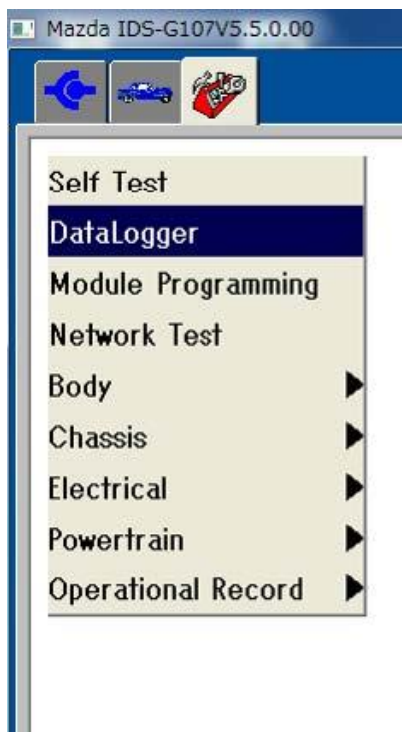 Mazda IDS-G107V5.5.0.00
Self Test
DataLogger
Module Programming
Network Test
Body
Chassis
Electrical
Powertrain
Operational Record